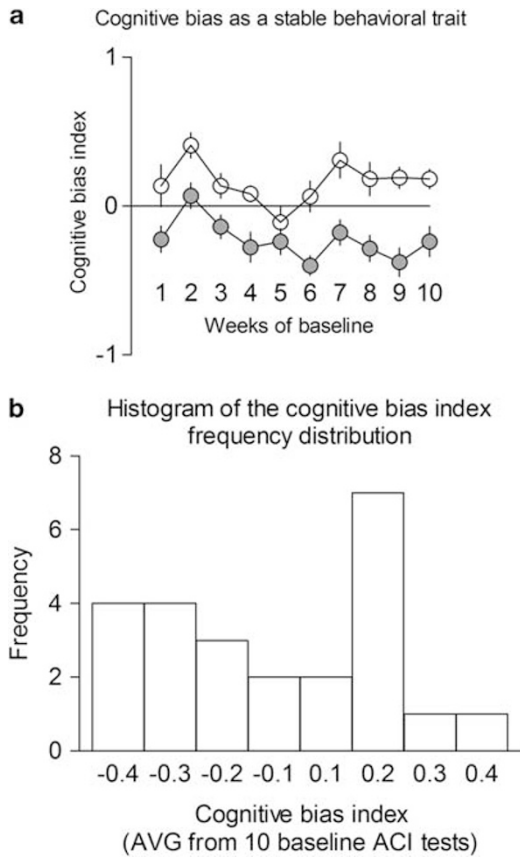 a
Cognitive bias as a stable behavioral trait
1
0
-1
Cognitive bias index
1 2 3 4 5 6 7 8 9 10
Weeks of baseline
b
Histogram of the cognitive bias index
frequency distribution
8
6
4
2
0
Frequency
-0.4 -0.3 -0.2 -0.1 0.1 0.2 0.3 0.4
Cognitive bias index
(AVG from 10 baseline ACI tests)